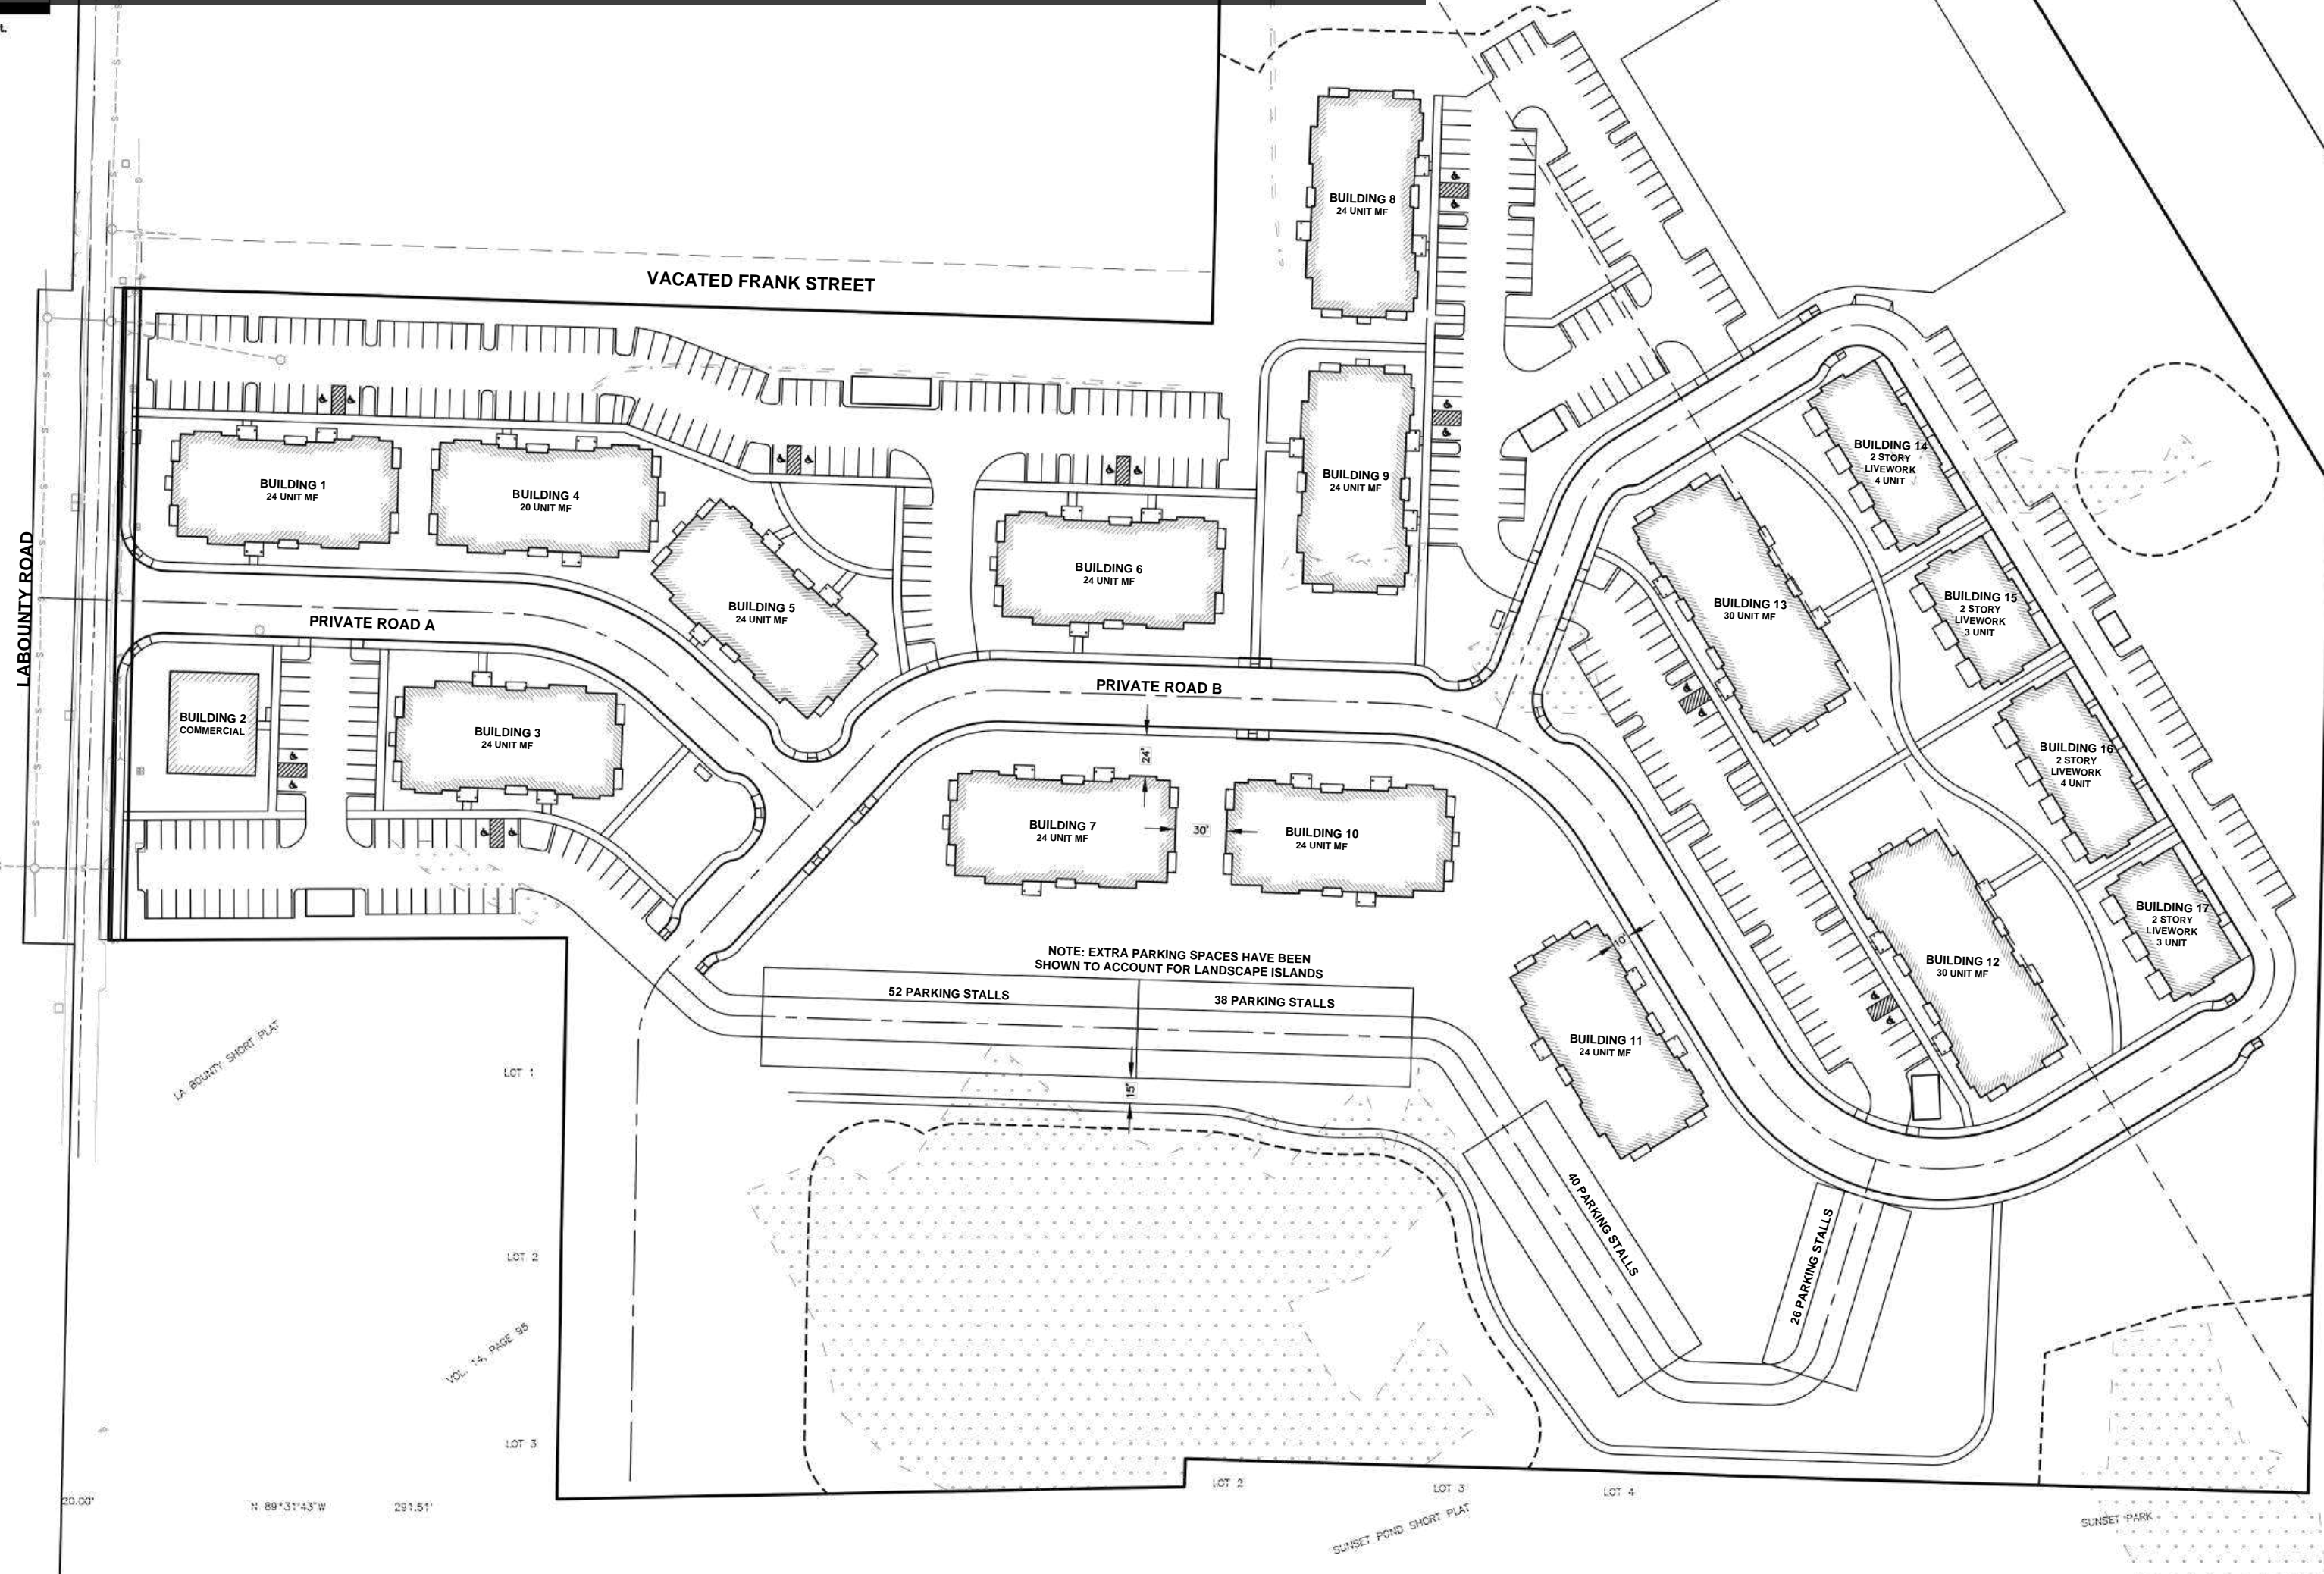 t.
VACATED FRANK STREET
BUILDING 8
24 UNIT MF
BUILDING 1
24 UNIT MF
BUILDING 4
20 UNIT MF
BUILDING 9
24 UNIT MF
BUILDING 14
2 STORY
LIVEWORK
4 UNIT
LABOUNTY ROAD
PRIVATE ROAD A
BUILDING 5
24 UNIT MF
BUILDING 6
24 UNIT MF
BUILDING 13
30 UNIT MF
BUILDING 15
2 STORY
LIVEWORK
3 UNIT
PRIVATE ROAD B
BUILDING 2
COMMERCIAL
BUILDING 3
24 UNIT MF
24'
BUILDING 16
2 STORY
LIVEWORK
4 UNIT
BUILDING 7
24 UNIT MF
30'
BUILDING 10
24 UNIT MF
BUILDING 17
2 STORY
LIVEWORK
3 UNIT
10'
BUILDING 12
30 UNIT MF
NOTE: EXTRA PARKING SPACES HAVE BEEN
SHOWN TO ACCOUNT FOR LANDSCAPE ISLANDS
52 PARKING STALLS
38 PARKING STALLS
BUILDING 11
24 UNIT MF
LA BOUNTY SHORT PLAT
LOT 1
15'
40 PARKING STALLS
26 PARKING STALLS
LOT 2
VOL. 14, PAGE 95
LOT 3
20.00'
N 89°31'43"W
291.51'
LOT 2
LOT 3
LOT 4
SUNSET POND SHORT PLAT
SUNSET PARK